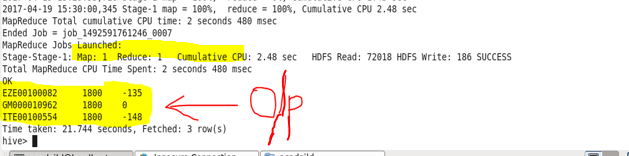 2017-04-19 15:30:00,345 Stage-1 map = 100%,  reduce = 100%, Cumulative CPU 2.48 sec
MapReduce Total cumulative CPU time: 2 seconds 480 msec
Ended Job = job_1492591761246_0007
MapReduce Jobs Launched:
Stage-Stage-1: Map: 1  Reduce: 1   Cumulative CPU: 2.48 sec   HDFS Read: 72018 HDFS Write: 186 SUCCESS
Total MapReduce CPU Time Spent: 2 seconds 480 msec
OK
EZE00100082     1800    -135
GM000010962     1800    0
ITE00100554     1800    -148
O/p
Time taken: 21.744 seconds, Fetched: 3 row(s)
hive>